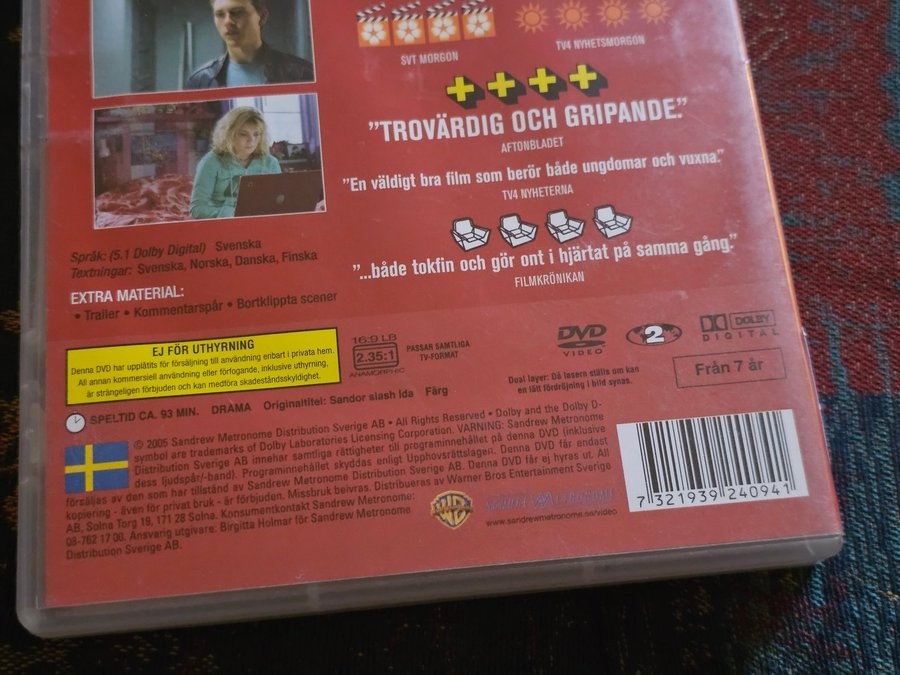 SVT MORGON
TV4 NYHETSMORGON
"TROVÄRDIG OCH GRIPANDE."
AFTONBLADET
"En väldigt bra film som berör både ungdomar och vuxna."
TV4 NYHETERNA
"...både tokfin och gör ont i hjärtat på samma gång."
FILMKRÖNIKAN
Språk: (5.1 Dolby Digital) Svenska
Textningar: Svenska, Norska, Danska, Finska
EXTRA MATERIAL:
• Trailer • Kommentarspår • Bortklippta scener
EJ FÖR UTHYRNING
Denna DVD har upplåtits för försäljning till användning enbart i privata hem.
All annan kommersiell användning eller förfogande, inklusive uthyrning,
är strängeligen förbjuden och kan medföra skadeståndsskyldighet.
16:9 LB
2.35:1
ANAMORPHIC
PASSAR SAMTLIGA
TV-FORMAT
DVD
VIDEO
2
DOLBY
DIGITAL
Dual layer: Då lasern ställs om kan
en lätt fördröjning i bild synas.
Från 7 år
SPELTID CA. 93 MIN. DRAMA Originaltitel: Sandor slash Ida Färg
© 2005 Sandrew Metronome Distribution Sverige AB • All Rights Reserved • Dolby and the Dolby D-
symbol are trademarks of Dolby Laboratories Licensing Corporation. VARNING: Sandrew Metronome
Distribution Sverige AB innehar samtliga rättigheter till programinnehållet på denna DVD (inklusive
dess ljudspår/-band). Programinnehållet skyddas enligt Upphovsrättslagen. Denna DVD får endast
försäljas av den som har tillstånd av Sandrew Metronome Distribution Sverige AB. Denna DVD får ej hyras ut. All
kopiering - även för privat bruk - är förbjuden. Missbruk beivras. Distribueras av Warner Bros Entertainment Sverige
AB, Solna Torg 19, 171 28 Solna. Konsumentkontakt Sandrew Metronome:
08-762 17 00. Ansvarig utgivare: Birgitta Holmar för Sandrew Metronome
Distribution Sverige AB.
WB
SANDREW METRONOME
www.sandrewmetronome.se/video
7 321939 240941